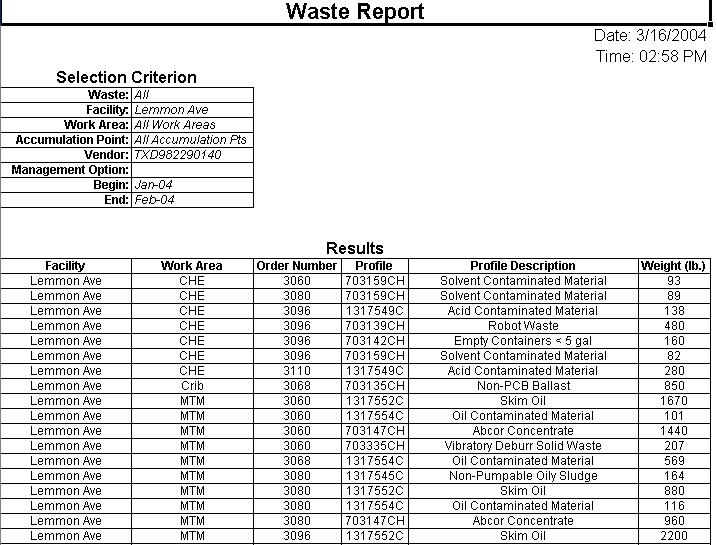 Waste Report
Date: 3/16/2004
Time: 02:58 PM
Selection Criterion
Waste: All
Facility: Lemmon Ave
Work Area: All Work Areas
Accumulation Point: All Accumulation Pts
Vendor: TXD982290140
Management Option:
Begin: Jan-04
End: Feb-04
Results
Facility Work Area Order Number Profile Profile Description Weight (lb.)
Lemmon Ave CHE 3060 703159CH Solvent Contaminated Material 93
Lemmon Ave CHE 3080 703159CH Solvent Contaminated Material 89
Lemmon Ave CHE 3096 1317549C Acid Contaminated Material 138
Lemmon Ave CHE 3096 703139CH Robot Waste 480
Lemmon Ave CHE 3096 703142CH Empty Containers < 5 gal 160
Lemmon Ave CHE 3096 703159CH Solvent Contaminated Material 82
Lemmon Ave CHE 3110 1317549C Acid Contaminated Material 280
Lemmon Ave Crib 3068 703135CH Non-PCB Ballast 850
Lemmon Ave MTM 3060 1317552C Skim Oil 1670
Lemmon Ave MTM 3060 1317554C Oil Contaminated Material 101
Lemmon Ave MTM 3060 703147CH Abcor Concentrate 1440
Lemmon Ave MTM 3060 703335CH Vibratory Deburr Solid Waste 207
Lemmon Ave MTM 3068 1317554C Oil Contaminated Material 569
Lemmon Ave MTM 3080 1317545C Non-Pumpable Oily Sludge 164
Lemmon Ave MTM 3080 1317552C Skim Oil 880
Lemmon Ave MTM 3080 1317554C Oil Contaminated Material 116
Lemmon Ave MTM 3080 703147CH Abcor Concentrate 960
Lemmon Ave MTM 3096 1317552C Skim Oil 2200